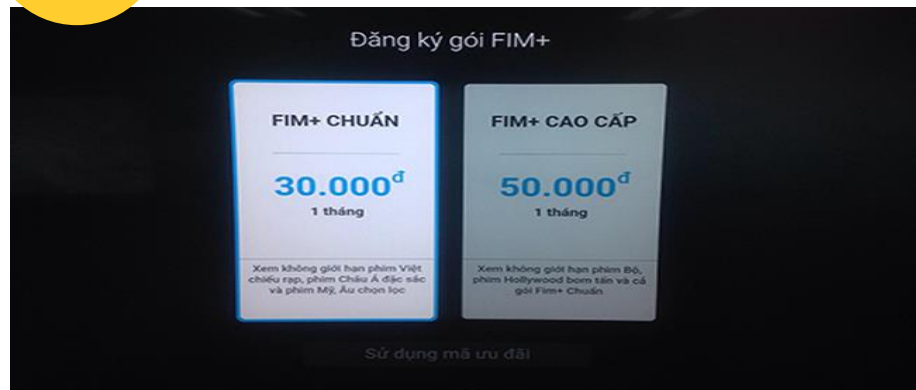 Đăng ký gói FIM+
FIM+ CHUẨN
30.000đ
1 tháng
Xem không giới hạn phim Việt
chiếu rạp, phim Châu Á đặc sắc
và phim Mỹ, Âu chọn lọc
FIM+ CAO CẤP
50.000đ
1 tháng
Xem không giới hạn phim Bộ,
phim Hollywood bom tấn và cả
gói Fim+ Chuẩn
Sử dụng mã ưu đãi